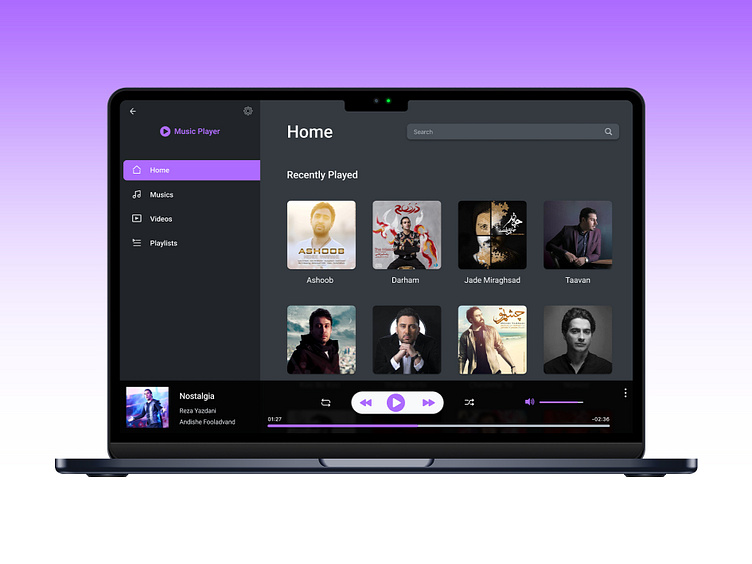 Music Player
Home
Musics
Videos
Playlists
Home
Search
Recently Played
ASHOOB
Ashoob
Darham
Jade Miraghsad
Taavan
Nostalgia
Reza Yazdani
Andishe Fooladvand
01:27
-02:36